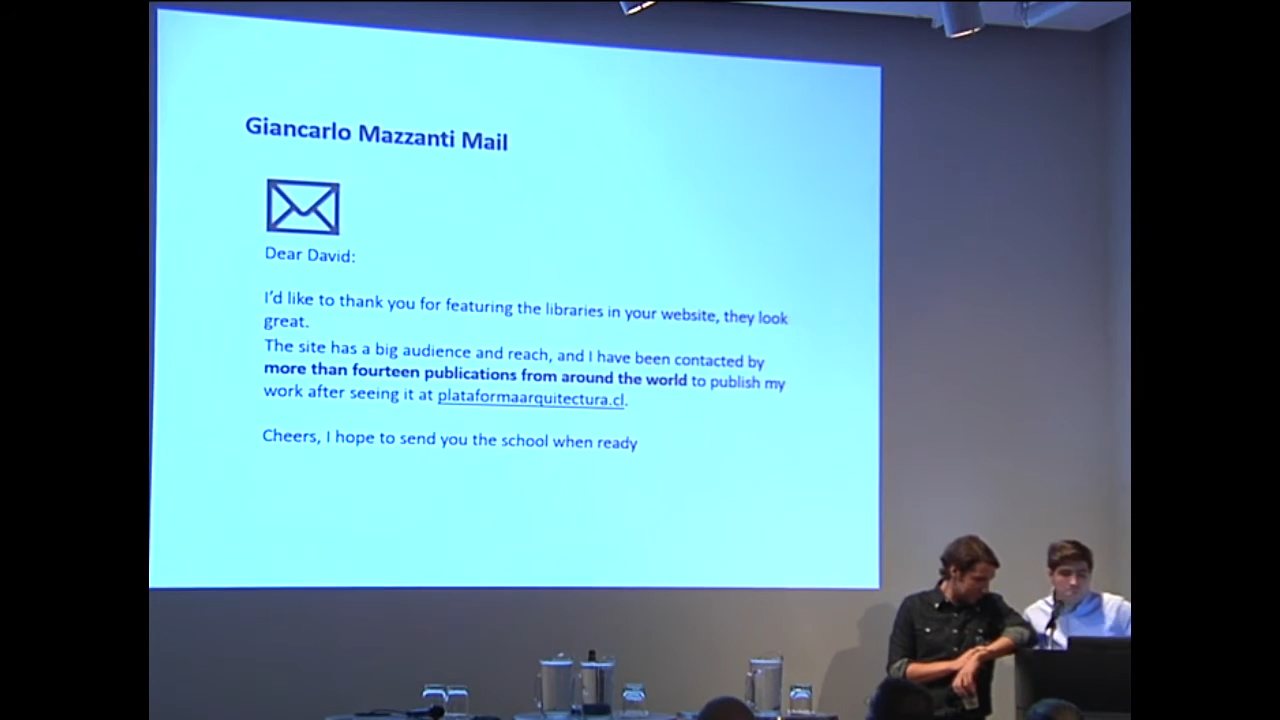 Giancarlo Mazzanti Mail
Dear David:
I'd like to thank you for featuring the libraries in your website, they look
great.
The site has a big audience and reach, and I have been contacted by
more than fourteen publications from around the world to publish my
work after seeing it at plataformaarquitectura.cl.
Cheers, I hope to send you the school when ready